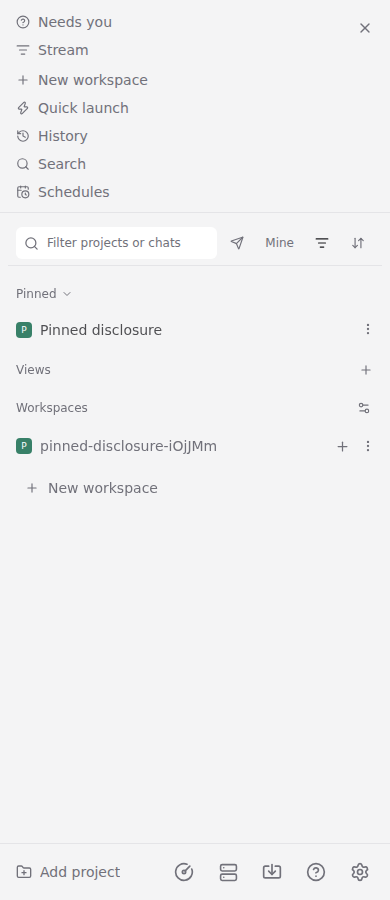 Needs you
Stream
New workspace
Quick launch
History
Search
Schedules
Filter projects or chats
Mine
Pinned
P Pinned disclosure
Views
Workspaces
P pinned-disclosure-iOjJMm
New workspace
Add project